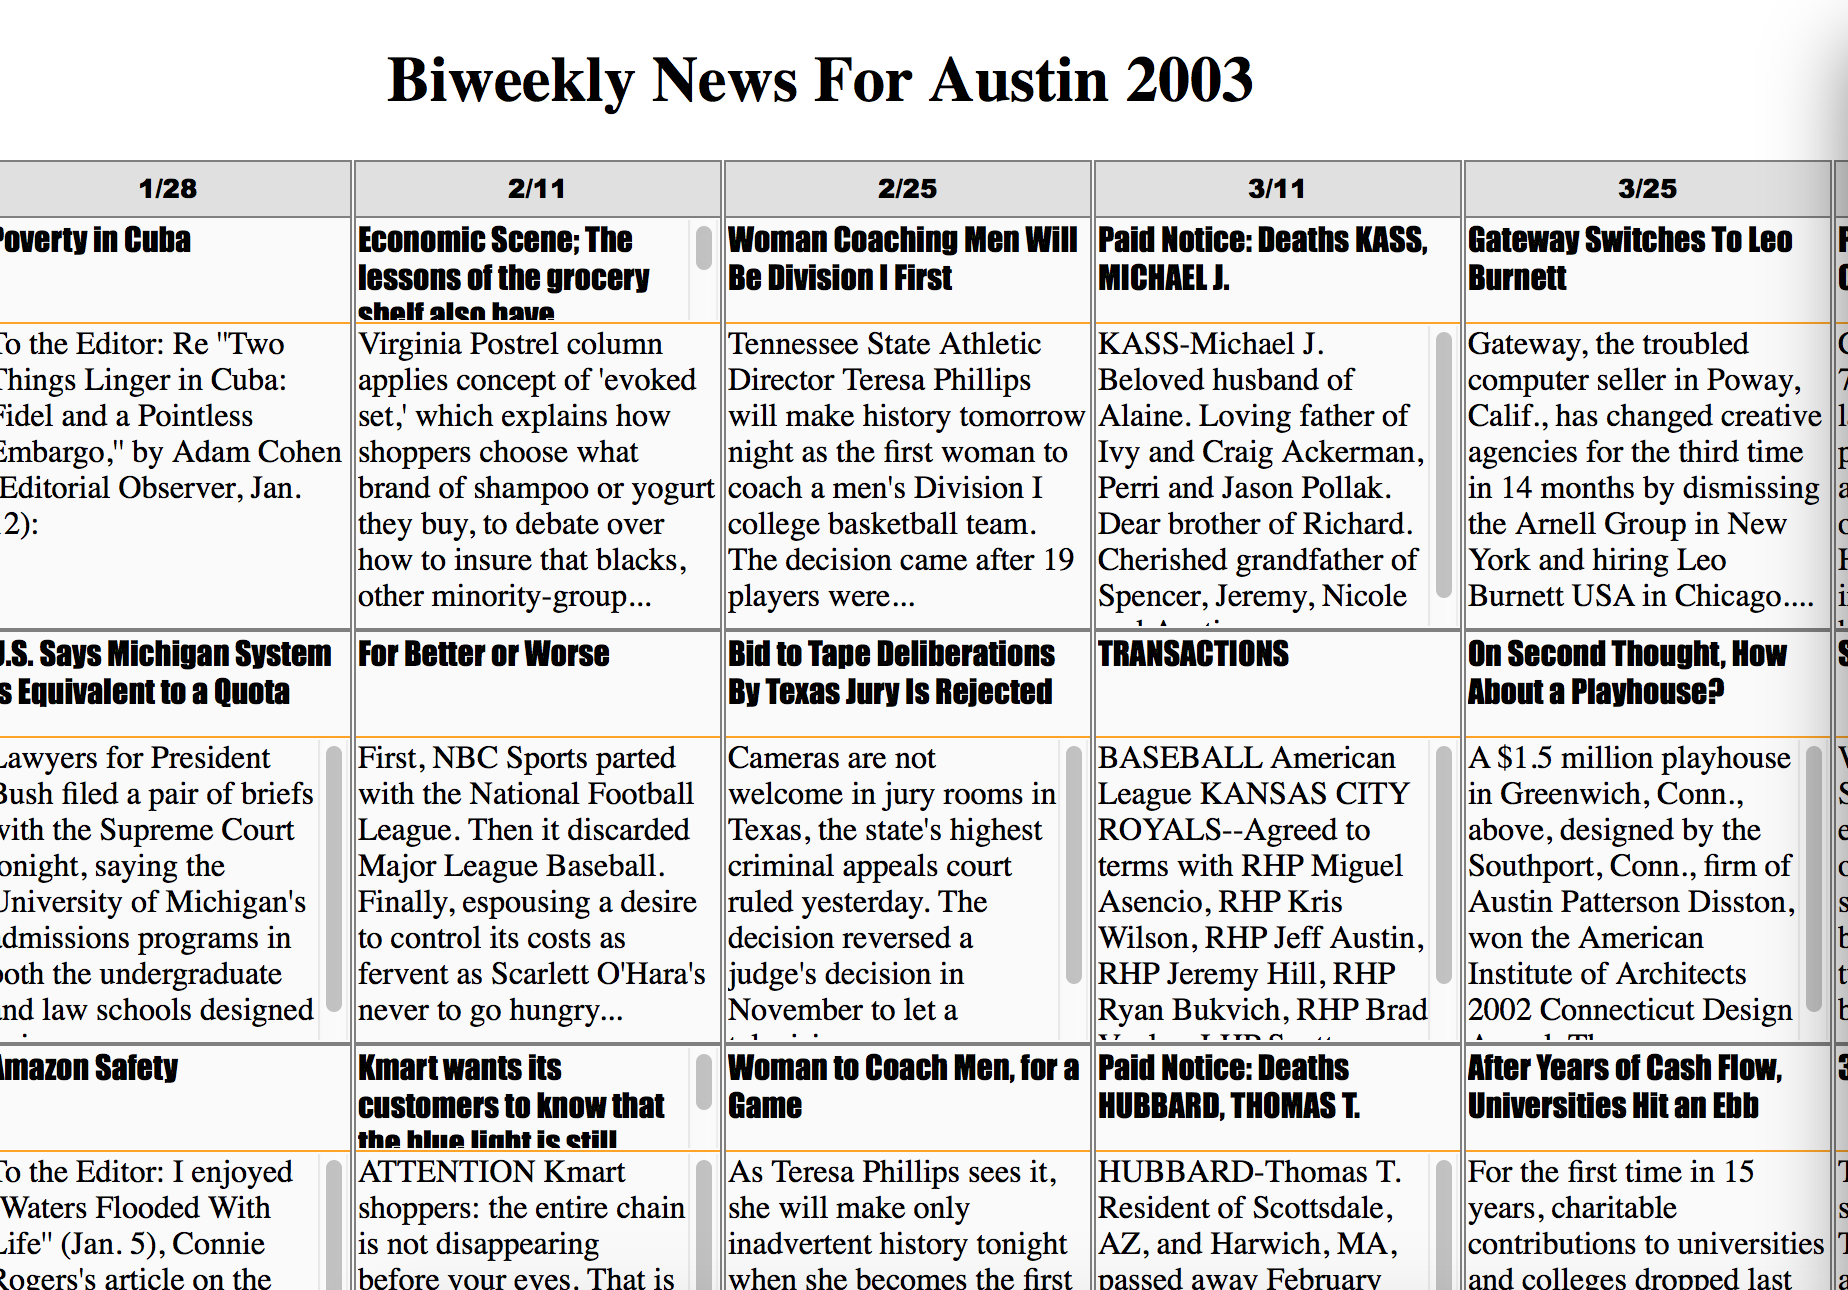 Biweekly News For Austin 2003
1/28
Poverty in Cuba
To the Editor: Re "Two
Things Linger in Cuba:
Fidel and a Pointless
Embargo," by Adam Cohen
Editorial Observer, Jan.
12):
U.S. Says Michigan System
Is Equivalent to a Quota
Lawyers for President
Bush filed a pair of briefs
with the Supreme Court
tonight, saying the
University of Michigan's
admissions programs in
both the undergraduate
and law schools designed
Amazon Safety
To the Editor: I enjoyed
"Waters Flooded With
Life" (Jan. 5), Connie
Rogers's article on the
2/11
Economic Scene; The
lessons of the grocery
shelf also have
Virginia Postrel column
applies concept of 'evoked
set,' which explains how
shoppers choose what
brand of shampoo or yogurt
they buy, to debate over
how to insure that blacks,
other minority-group...
For Better or Worse
First, NBC Sports parted
with the National Football
League. Then it discarded
Major League Baseball.
Finally, espousing a desire
to control its costs as
fervent as Scarlett O'Hara's
never to go hungry...
Kmart wants its
customers to know that
the blue light is still
ATTENTION Kmart
shoppers: the entire chain
is not disappearing
before your eyes. That is
2/25
Woman Coaching Men Will
Be Division I First
Tennessee State Athletic
Director Teresa Phillips
will make history tomorrow
night as the first woman to
coach a men's Division I
college basketball team.
The decision came after 19
players were...
Bid to Tape Deliberations
By Texas Jury Is Rejected
Cameras are not
welcome in jury rooms in
Texas, the state's highest
criminal appeals court
ruled yesterday. The
decision reversed a
judge's decision in
November to let a
Woman to Coach Men, for a
Game
As Teresa Phillips sees it,
she will make only
inadvertent history tonight
when she becomes the first
3/11
Paid Notice: Deaths KASS,
MICHAEL J.
KASS-Michael J.
Beloved husband of
Alaine. Loving father of
Ivy and Craig Ackerman,
Perri and Jason Pollak.
Dear brother of Richard.
Cherished grandfather of
Spencer, Jeremy, Nicole
TRANSACTIONS
BASEBALL American
League KANSAS CITY
ROYALS--Agreed to
terms with RHP Miguel
Asencio, RHP Kris
Wilson, RHP Jeff Austin,
RHP Jeremy Hill, RHP
Ryan Bukvich, RHP Brad
Paid Notice: Deaths
HUBBARD, THOMAS T.
HUBBARD-Thomas T.
Resident of Scottsdale,
AZ, and Harwich, MA,
passed away February
3/25
Gateway Switches To Leo
Burnett
Gateway, the troubled
computer seller in Poway,
Calif., has changed creative
agencies for the third time
in 14 months by dismissing
the Arnell Group in New
York and hiring Leo
Burnett USA in Chicago....
On Second Thought, How
About a Playhouse?
A $1.5 million playhouse
in Greenwich, Conn.,
above, designed by the
Southport, Conn., firm of
Austin Patterson Disston,
won the American
Institute of Architects
2002 Connecticut Design
After Years of Cash Flow,
Universities Hit an Ebb
For the first time in 15
years, charitable
contributions to universities
and colleges dropped last